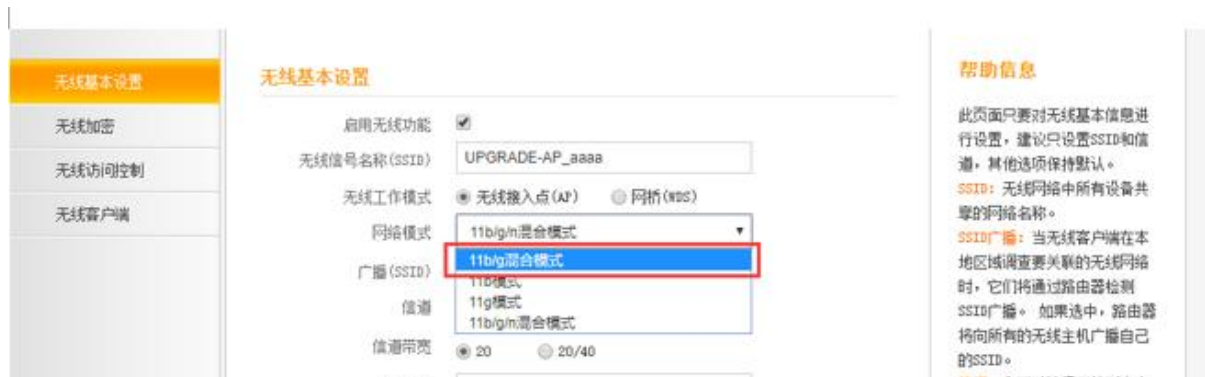 无线基本设置
无线加密
无线访问控制
无线客户端
无线基本设置
启用无线功能
无线信号名称(SSID) UPGRADE-AP_aaaa
无线工作模式 无线接入点(AP) 网桥(WDS)
网络模式 11b/g/n混合模式
11b/g混合模式
广播(SSID)
11b模式
信道
11g模式
11b/g/n混合模式
信道带宽 20 20/40
帮助信息
此页面只要对无线基本信息进
行设置，建议只设置SSID和信
道，其他选项保持默认。
SSID：无线网络中所有设备共
享的网络名称。
SSID广播：当无线客户端在本
地区域调查要关联的无线网络
时，它们将通过路由器检测
SSID广播。 如果选中，路由器
将向所有的无线主机广播自己
的SSID。